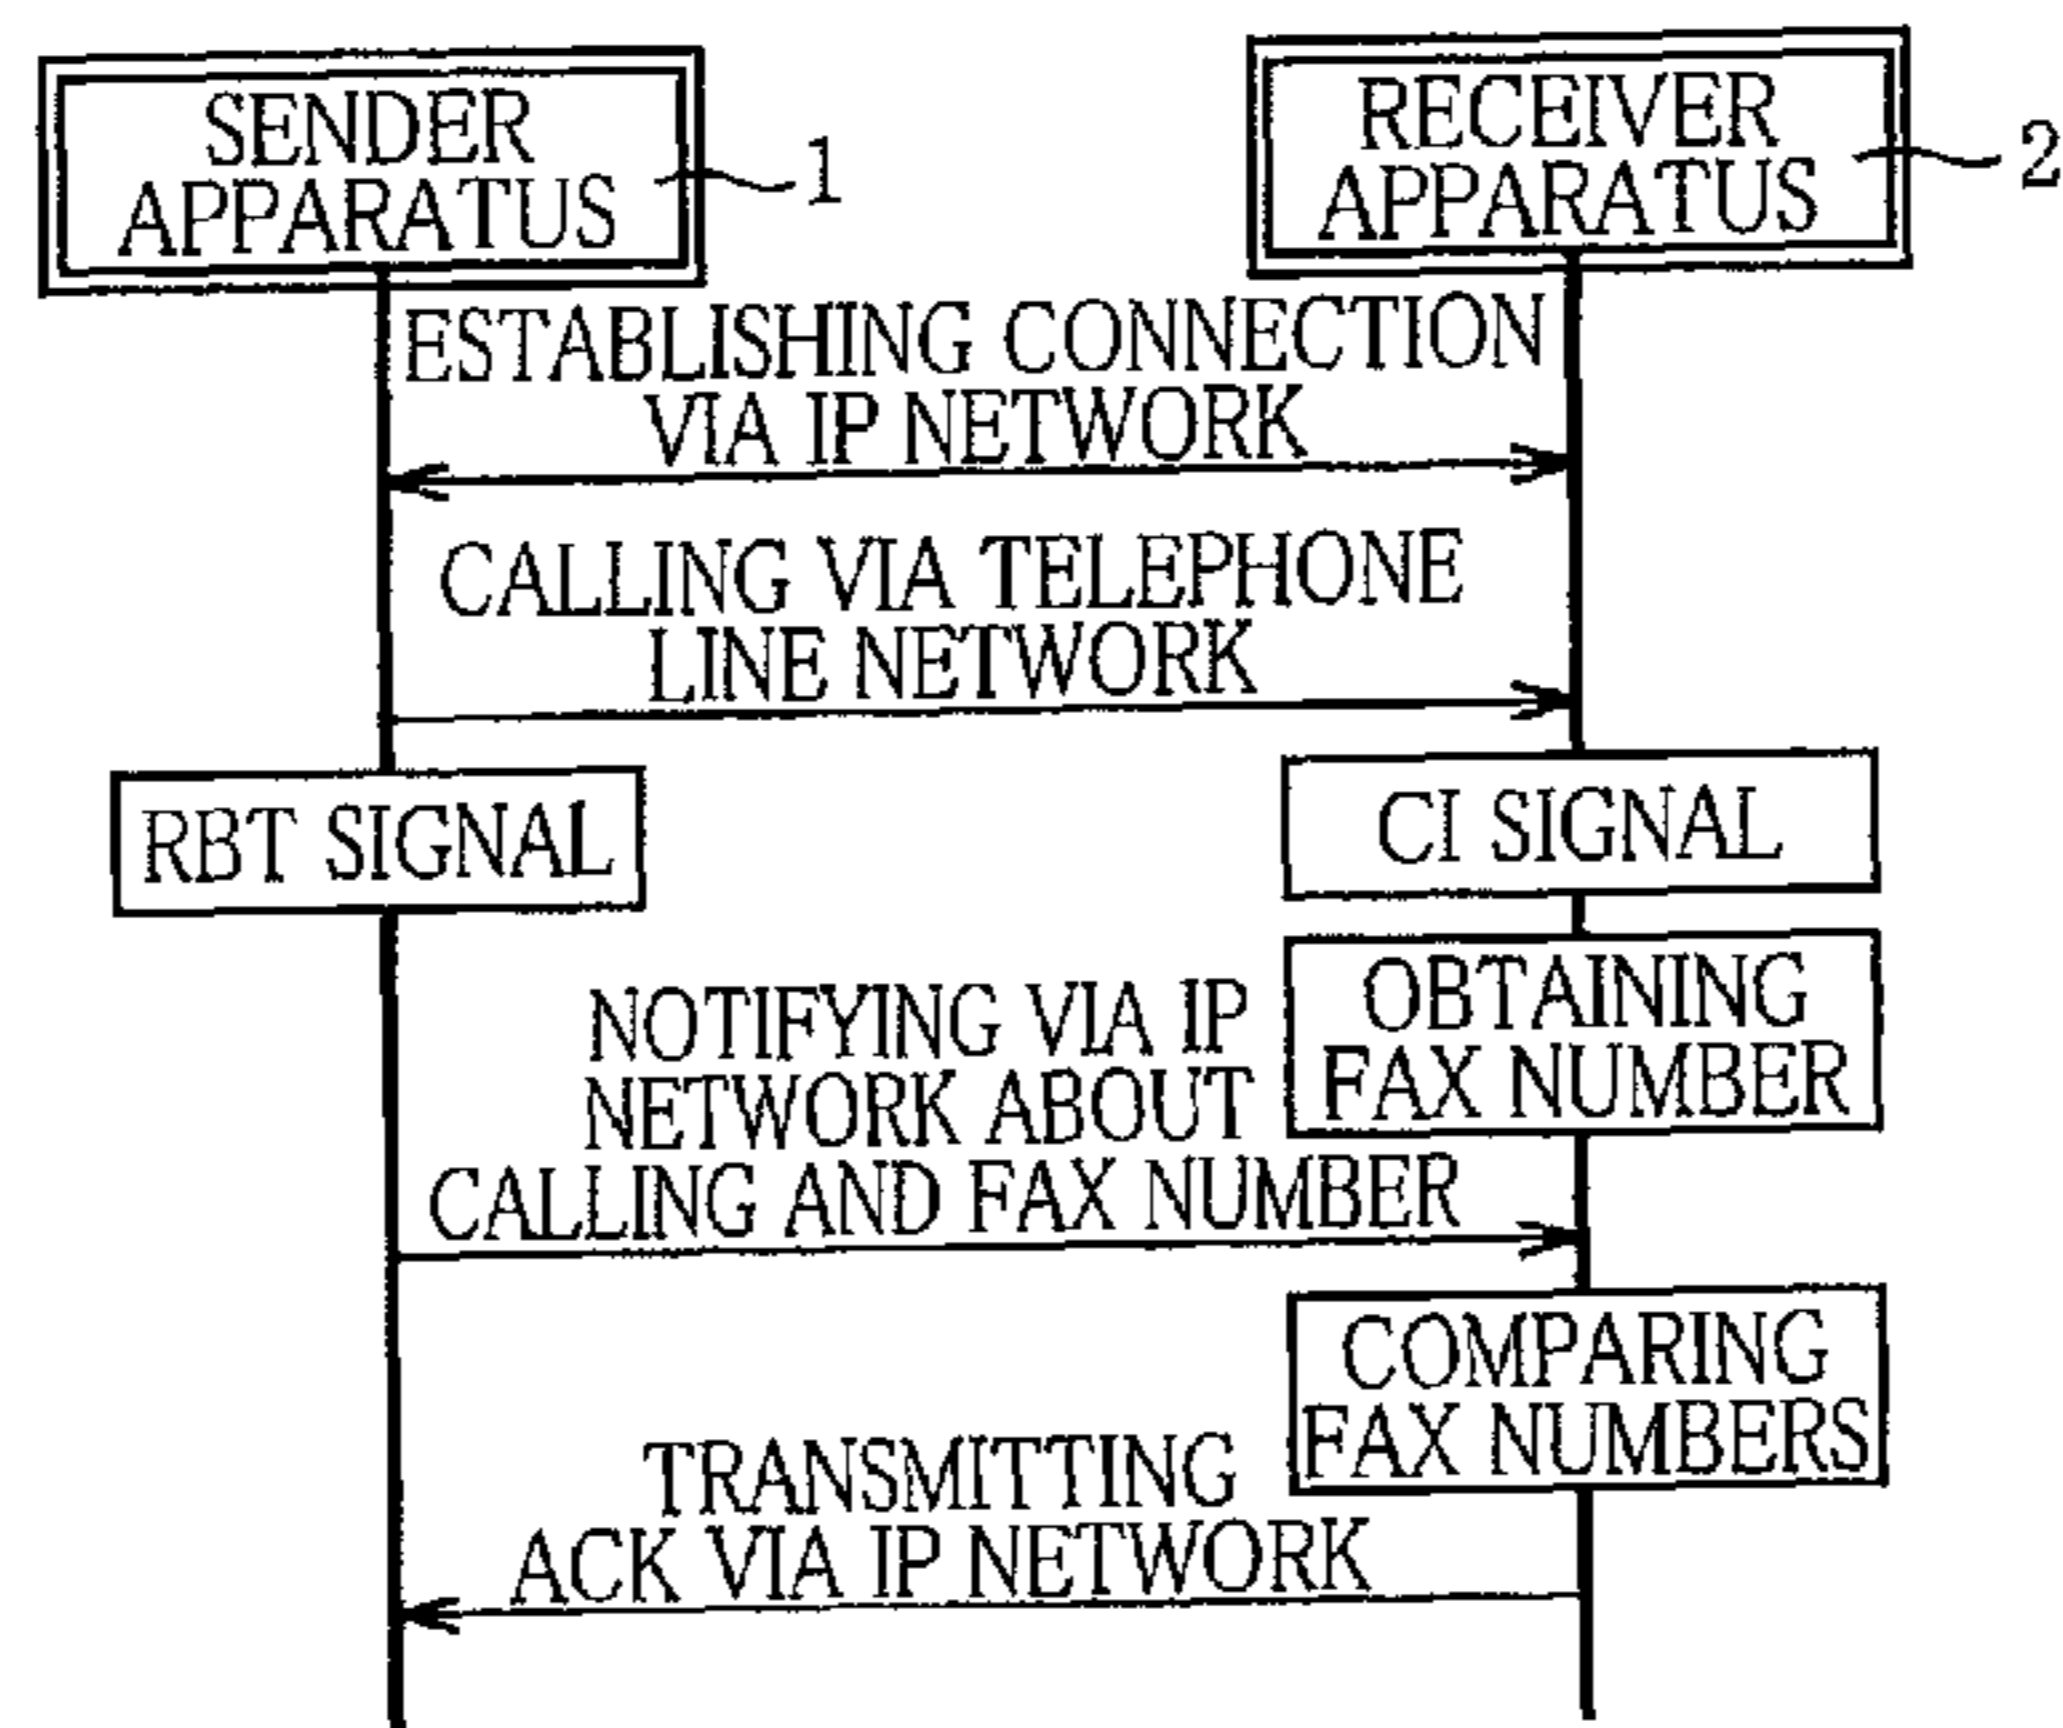 SENDER
APPARATUS
1
RECEIVER
APPARATUS
2
ESTABLISHING CONNECTION
VIA IP NETWORK
CALLING VIA TELEPHONE
LINE NETWORK
RBT SIGNAL
CI SIGNAL
OBTAINING
FAX NUMBER
NOTIFYING VIA IP
NETWORK ABOUT
CALLING AND FAX NUMBER
COMPARING
FAX NUMBERS
TRANSMITTING
ACK VIA IP NETWORK